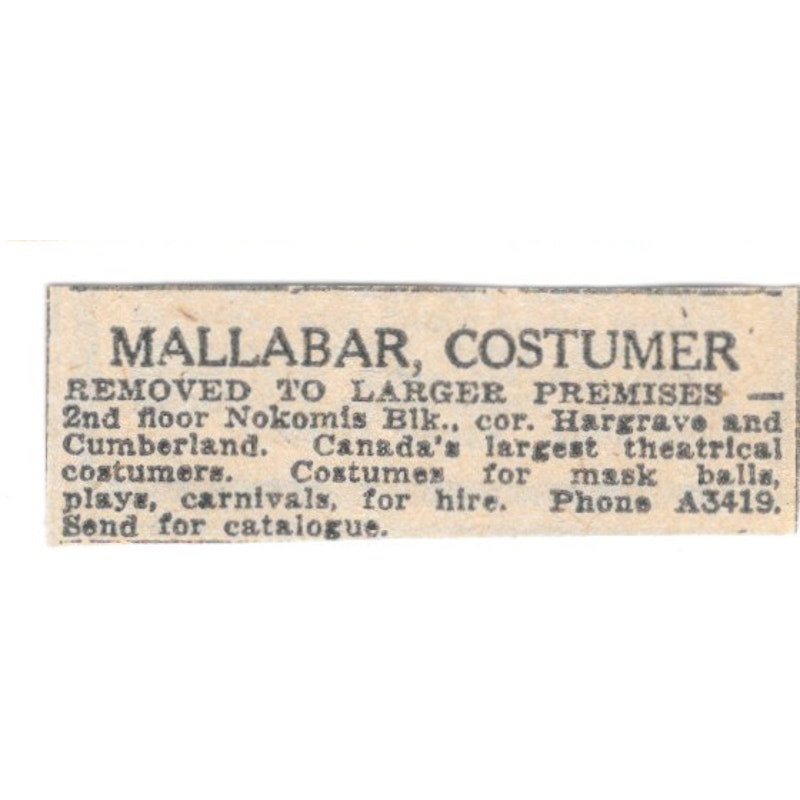 MALLABAR, COSTUMER
REMOVED TO LARGER PREMISES —
2nd floor Nokomis Blk., cor. Hargrave and
Cumberland. Canada's largest theatrical
costumers. Costumes for mask balls,
plays, carnivals, for hire. Phone A3419.
Send for catalogue.